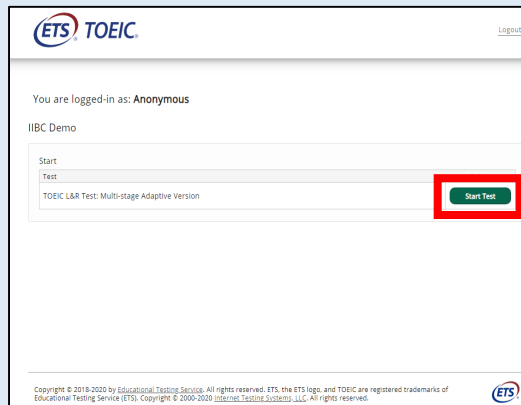 ETS® TOEIC®
Logout
You are logged-in as: Anonymous
IIBC Demo
Start
Test
TOEIC L&R Test: Multi-stage Adaptive Version
Start Test
Copyright © 2018-2020 by Educational Testing Service. All rights reserved. ETS, the ETS logo, and TOEIC are registered trademarks of
Educational Testing Service (ETS). Copyright © 2000-2020 Internet Testing Systems, LLC. All rights reserved.
ETS